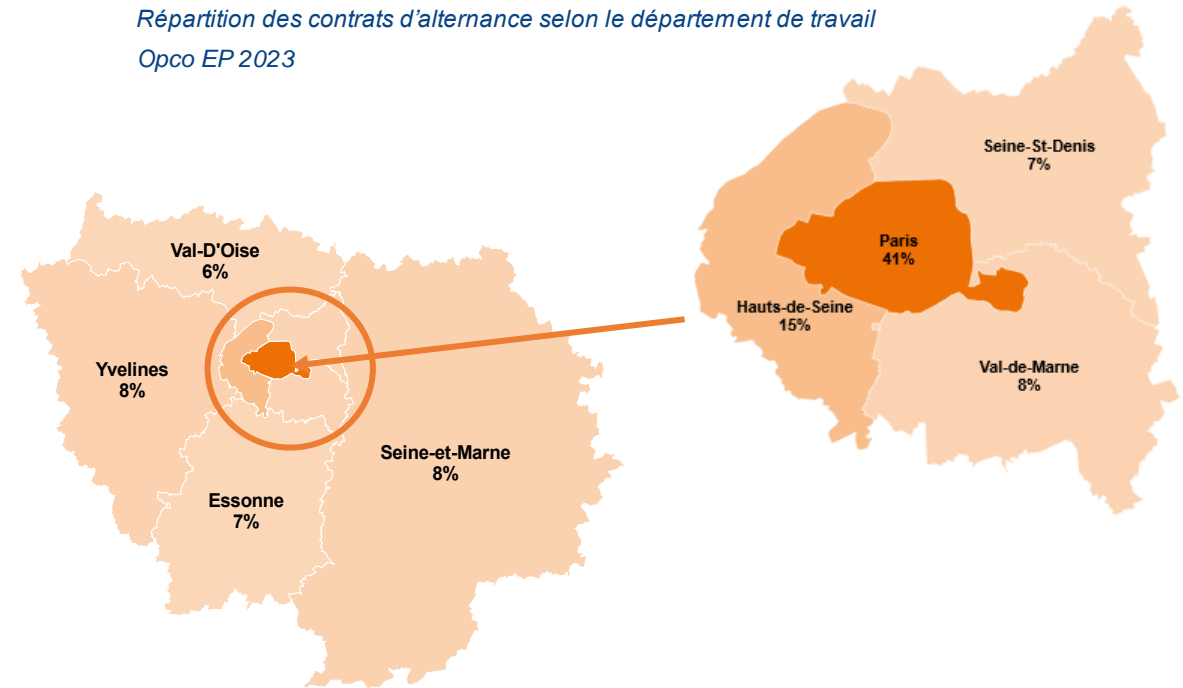 Répartition des contrats d’alternance selon le département de travail
Opco EP 2023
Val-D'Oise
6%
Yvelines
8%
Essonne
7%
Seine-et-Marne
8%
Seine-St-Denis
7%
Paris
41%
Hauts-de-Seine
15%
Val-de-Marne
8%